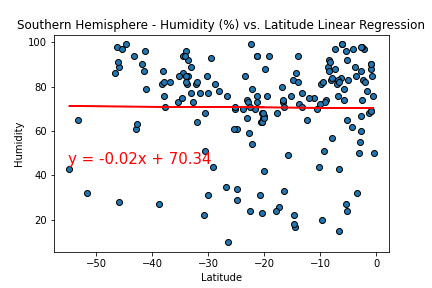 Southern Hemisphere - Humidity (%) vs. Latitude Linear Regression
100
80
60
40
20
Humidity
y = -0.02x + 70.34
−50
−40
−30
−20
−10
0
Latitude